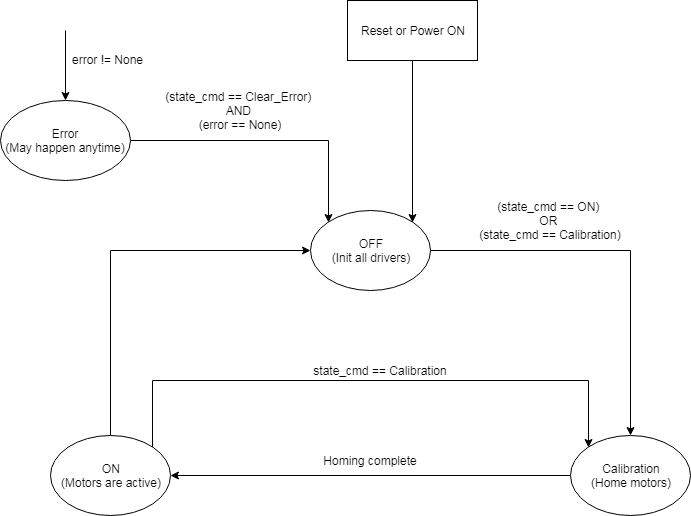 Reset or Power ON
error != None
(state_cmd == Clear_Error)
AND
(error == None)
Error
(May happen anytime)
(state_cmd == ON)
OR
(state_cmd == Calibration)
OFF
(Init all drivers)
state_cmd == Calibration
Homing complete
ON
(Motors are active)
Calibration
(Home motors)